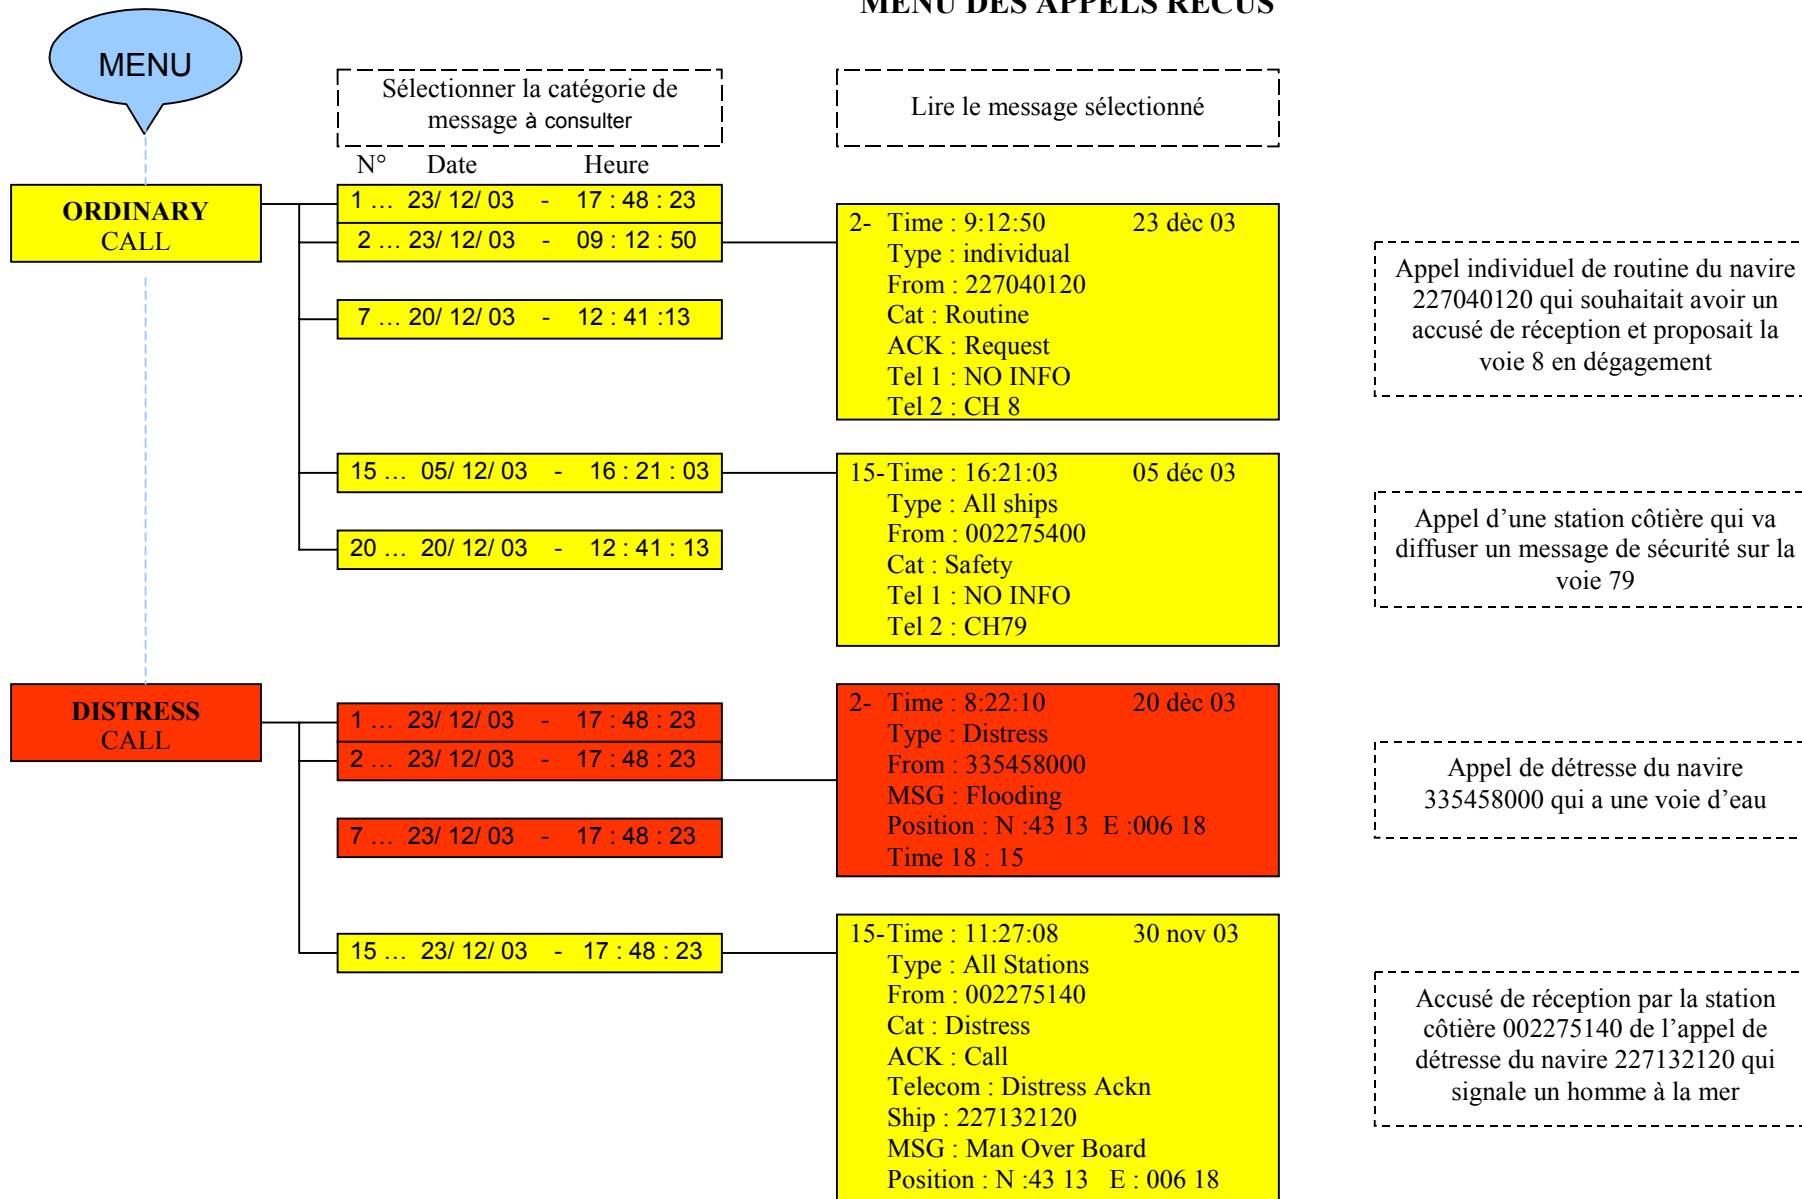 MENU DES APPELS RECUS
MENU
Sélectionner la catégorie de
message à consulter
Lire le message sélectionné
N° Date Heure
ORDINARY
CALL
1 … 23/ 12/ 03 - 17 : 48 : 23
2 … 23/ 12/ 03 - 09 : 12 : 50
7 … 20/ 12/ 03 - 12 : 41 :13
15 … 05/ 12/ 03 - 16 : 21 : 03
20 … 20/ 12/ 03 - 12 : 41 : 13
2- Time : 9:12:50 23 dèc 03
Type : individual
From : 227040120
Cat : Routine
ACK : Request
Tel 1 : NO INFO
Tel 2 : CH 8
Appel individuel de routine du navire
227040120 qui souhaitait avoir un
accusé de réception et proposait la
voie 8 en dégagement
15-Time : 16:21:03 05 déc 03
Type : All ships
From : 002275400
Cat : Safety
Tel 1 : NO INFO
Tel 2 : CH79
Appel d’une station côtière qui va
diffuser un message de sécurité sur la
voie 79
DISTRESS
CALL
1 … 23/ 12/ 03 - 17 : 48 : 23
2 … 23/ 12/ 03 - 17 : 48 : 23
7 … 23/ 12/ 03 - 17 : 48 : 23
15 … 23/ 12/ 03 - 17 : 48 : 23
2- Time : 8:22:10 20 dèc 03
Type : Distress
From : 335458000
MSG : Flooding
Position : N :43 13 E :006 18
Time 18 : 15
Appel de détresse du navire
335458000 qui a une voie d’eau
15-Time : 11:27:08 30 nov 03
Type : All Stations
From : 002275140
Cat : Distress
ACK : Call
Telecom : Distress Ackn
Ship : 227132120
MSG : Man Over Board
Position : N :43 13 E : 006 18
Accusé de réception par la station
côtière 002275140 de l’appel de
détresse du navire 227132120 qui
signale un homme à la mer